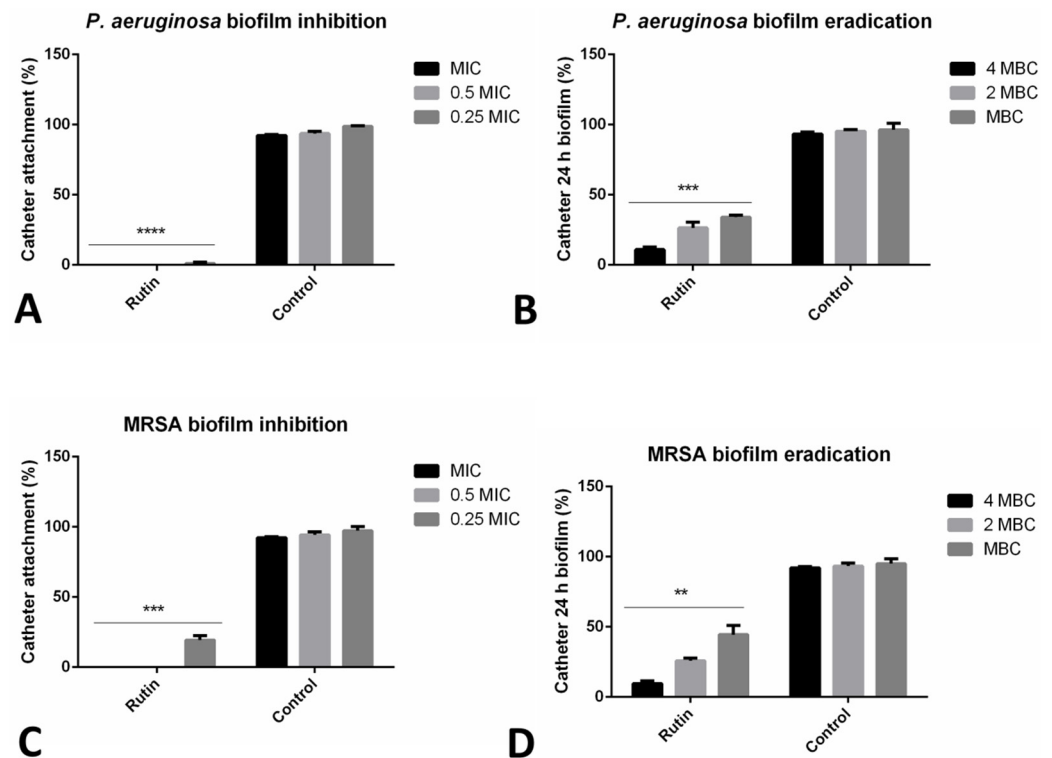 P. aeruginosa biofilm inhibition
Catheter attachment (%)
150
100
50
0
****
Rutin
Control
MIC
0.5 MIC
0.25 MIC
A
P. aeruginosa biofilm eradication
Catheter 24 h biofilm (%)
150
100
50
0
***
Rutin
Control
4 MBC
2 MBC
MBC
B
MRSA biofilm inhibition
Catheter attachment (%)
150
100
50
0
***
Rutin
Control
MIC
0.5 MIC
0.25 MIC
C
MRSA biofilm eradication
Catheter 24 h biofilm (%)
150
100
50
0
**
Rutin
Control
4 MBC
2 MBC
MBC
D